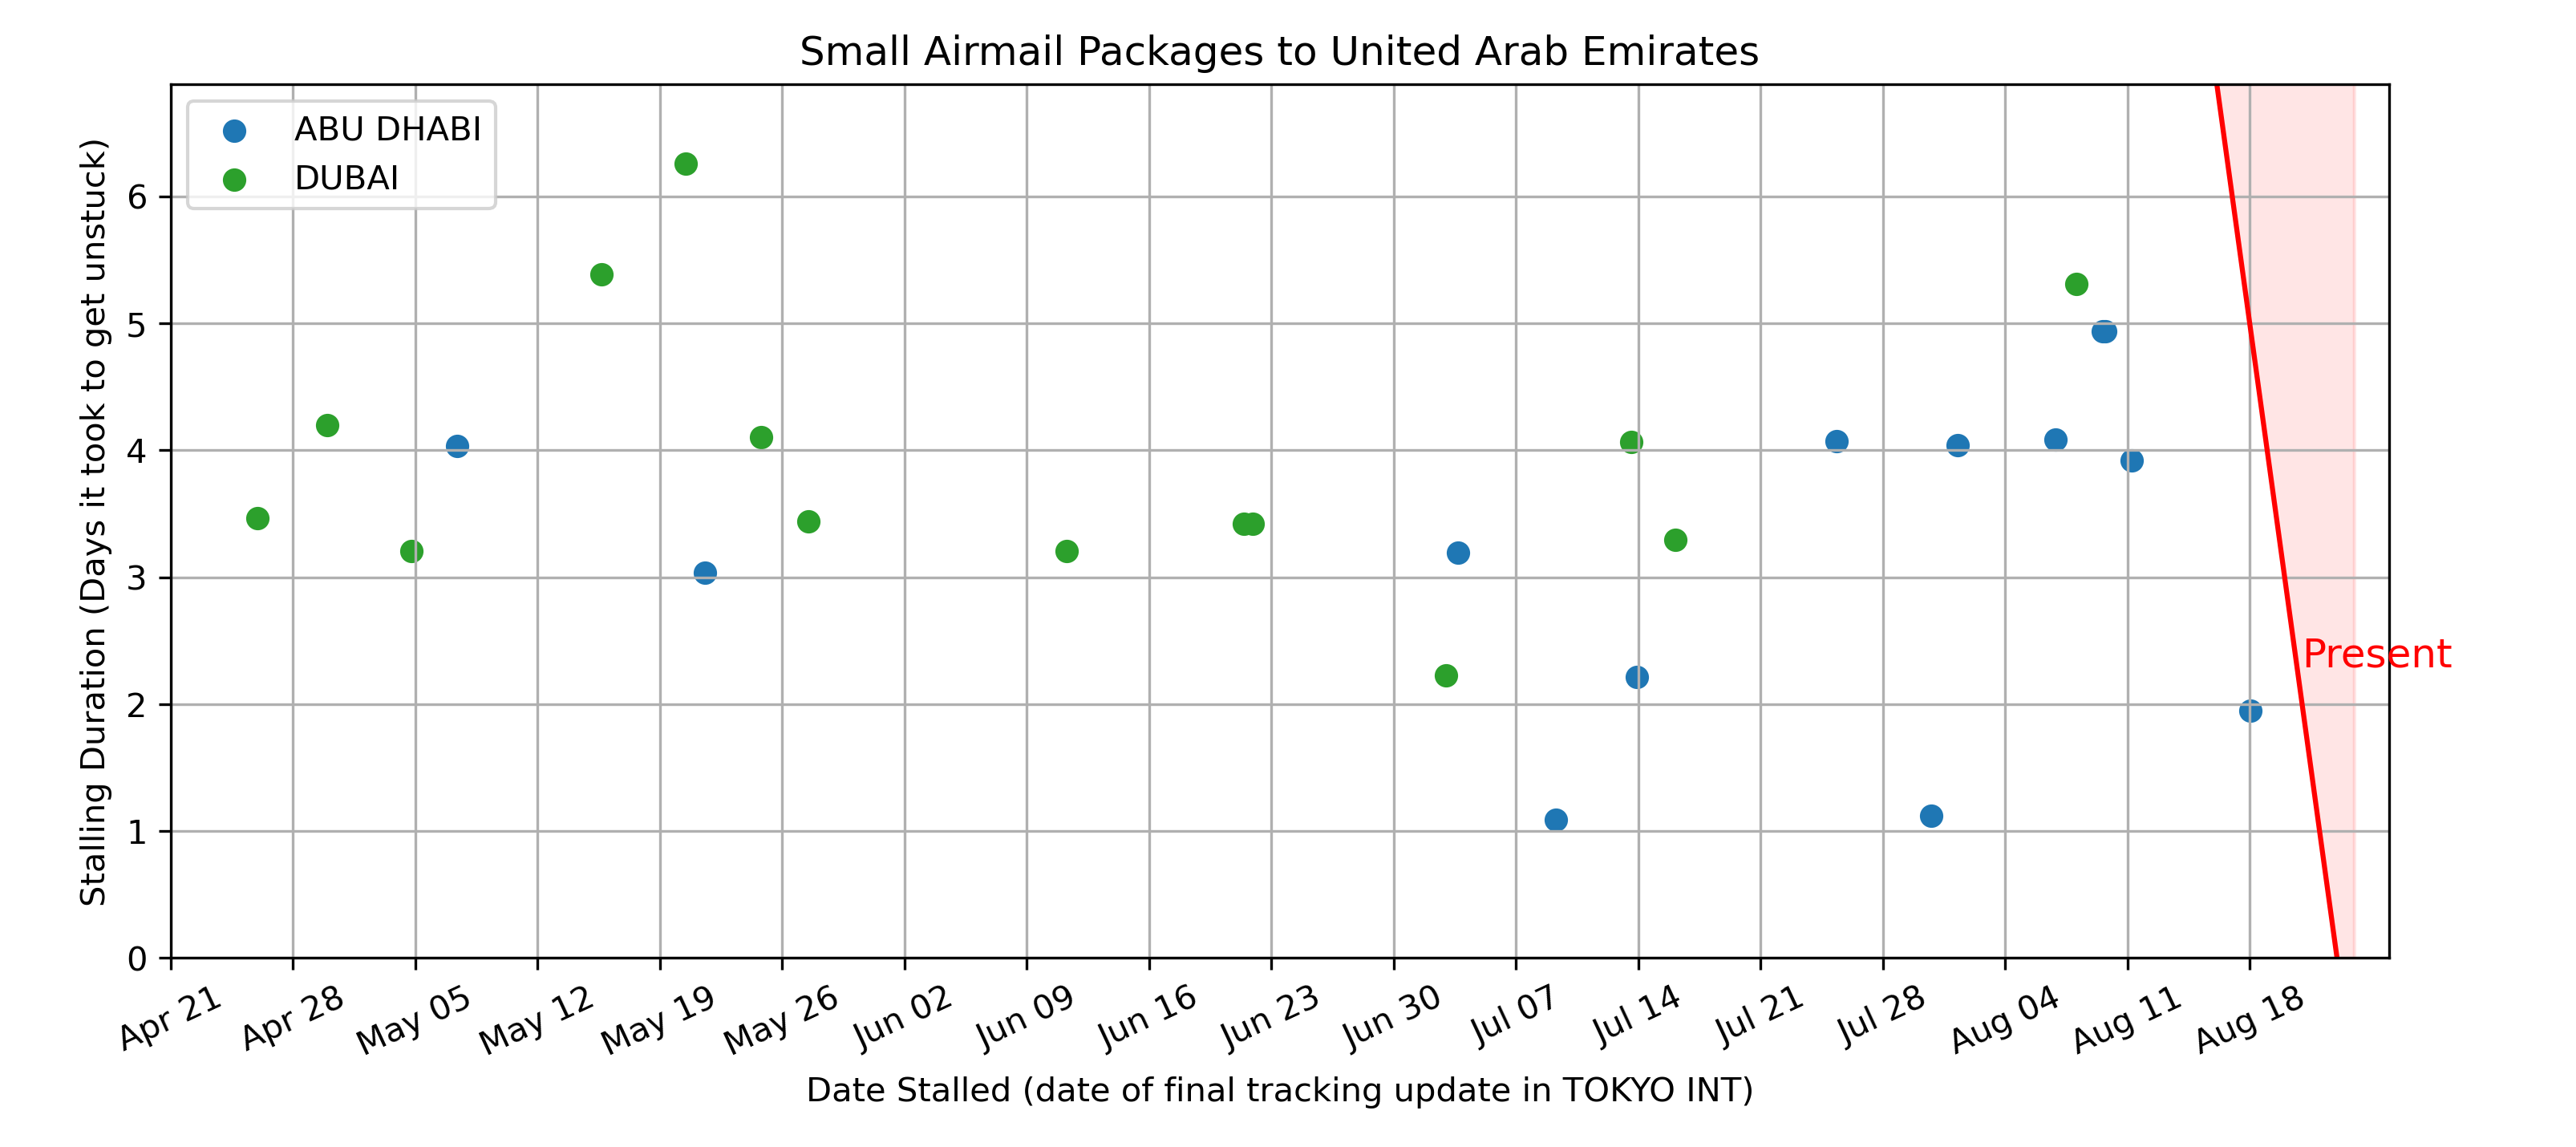 Small Airmail Packages to United Arab Emirates
ABU DHABI
DUBAI
Stalling Duration (Days it took to get unstuck)
6
5
4
3
2
1
0
Present
Apr 21
Apr 28
May 05
May 12
May 19
May 26
Jun 02
Jun 09
Jun 16
Jun 23
Jun 30
Jul 07
Jul 14
Jul 21
Jul 28
Aug 04
Aug 11
Aug 18
Date Stalled (date of final tracking update in TOKYO INT)